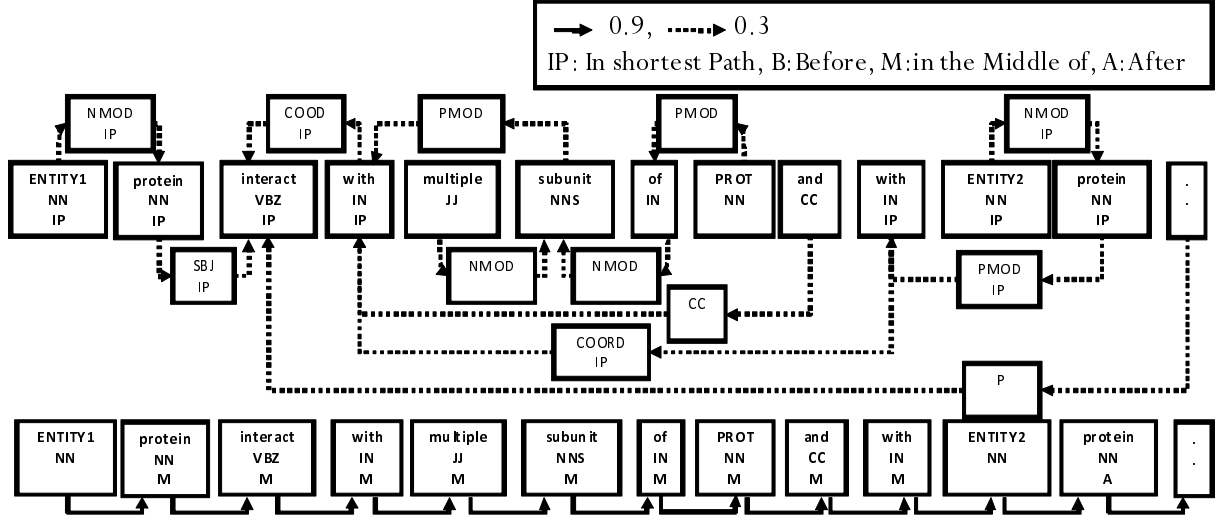 0.9, 0.3
IP: In shortest Path, B:Before, M:in the Middle of, A:After
NMOD IP
COOD IP
PMOD
PMOD
NMOD IP
ENTITY1 NN IP
protein NN IP
interact VBZ IP
with IN IP
multiple JJ
subunit NNS
of IN
PROT NN
and CC
with IN IP
ENTITY2 NN IP
protein NN IP
. .
SBJ IP
NMOD
NMOD
PMOD IP
CC
COORD IP
P
ENTITY1 NN
protein NN M
interact VBZ M
with IN M
multiple JJ M
subunit NNS M
of IN M
PROT NN M
and CC M
with IN M
ENTITY2 NN
protein NN A
. .